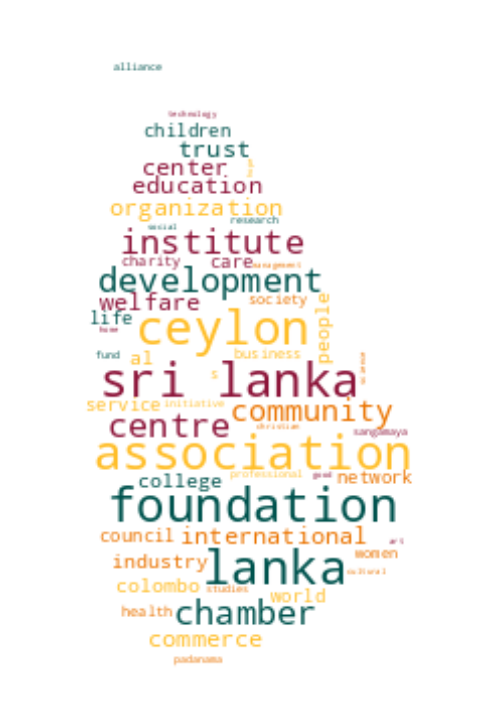 alliance
technology
children
trust
center
education
organization
research
social
institute
charity care management
development
welfare society
life ceylon people
home
fund al business
science
sri lanka s
service initiative community
centre christian sangamaya
association
college professional good network
foundation
council international art
women
industry lanka cultural
colombo studies world
health chamber
commerce
padanama